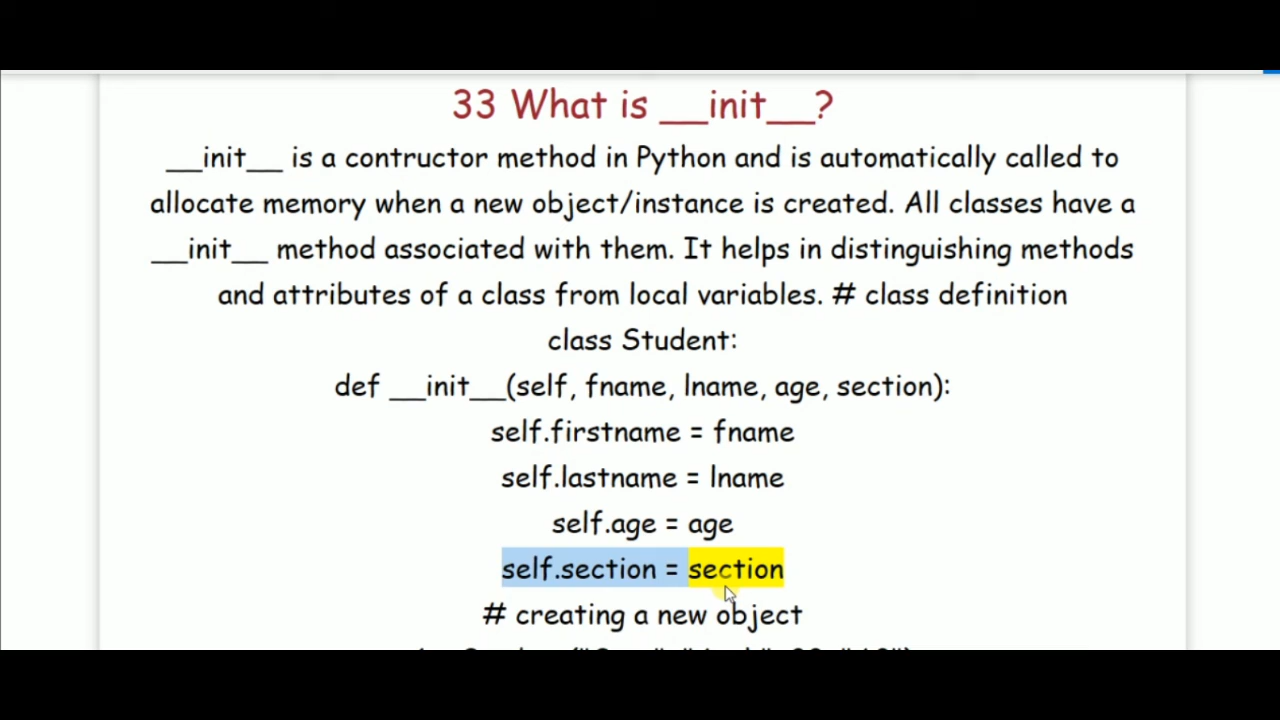 33 What is __init__?
__init__ is a contructor method in Python and is automatically called to
allocate memory when a new object/instance is created. All classes have a
__init__ method associated with them. It helps in distinguishing methods
and attributes of a class from local variables. # class definition
class Student:
def __init__(self, fname, lname, age, section):
self.firstname = fname
self.lastname = lname
self.age = age
self.section = section
# creating a new object